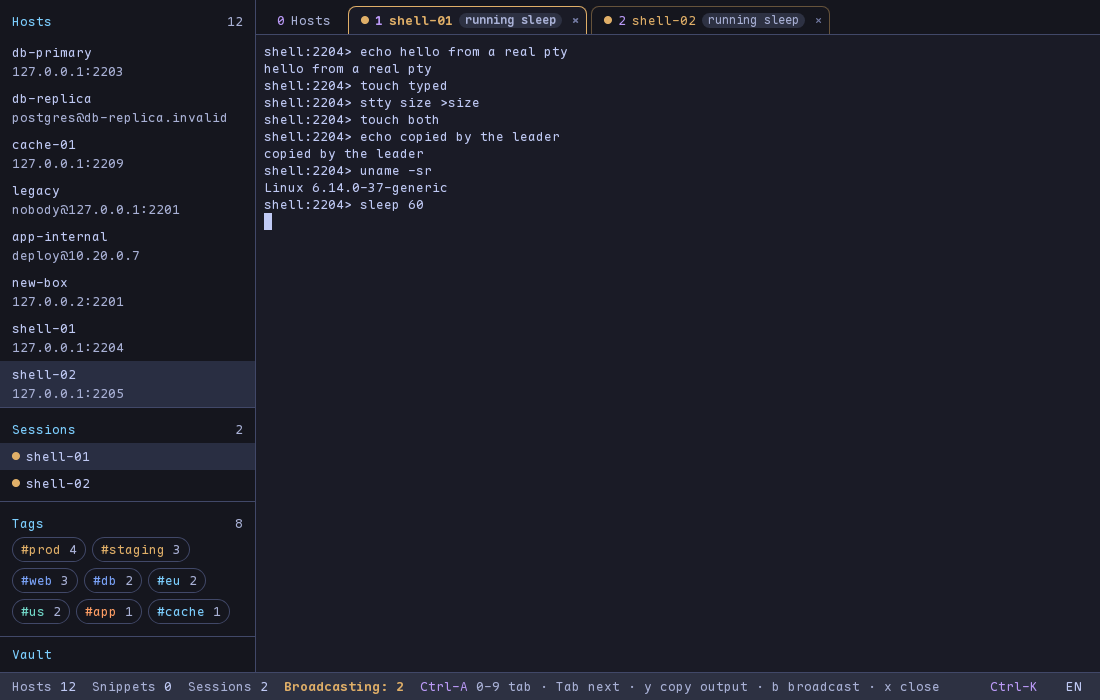 Hosts 12
db-primary
127.0.0.1:2203
db-replica
postgres@db-replica.invalid
cache-01
127.0.0.1:2209
legacy
nobody@127.0.0.1:2201
app-internal
deploy@10.20.0.7
new-box
127.0.0.2:2201
shell-01
127.0.0.1:2204
shell-02
127.0.0.1:2205
Sessions 2
shell-01
shell-02
Tags 8
#prod 4 #staging 3
#web 3 #db 2 #eu 2
#us 2 #app 1 #cache 1
Vault
0 Hosts 1 shell-01 running sleep × 2 shell-02 running sleep ×
shell:2204> echo hello from a real pty
hello from a real pty
shell:2204> touch typed
shell:2204> stty size >size
shell:2204> touch both
shell:2204> echo copied by the leader
copied by the leader
shell:2204> uname -sr
Linux 6.14.0-37-generic
shell:2204> sleep 60
Hosts 12 Snippets 0 Sessions 2 Broadcasting: 2 Ctrl-A 0-9 tab · Tab next · y copy output · b broadcast · x close Ctrl-K EN